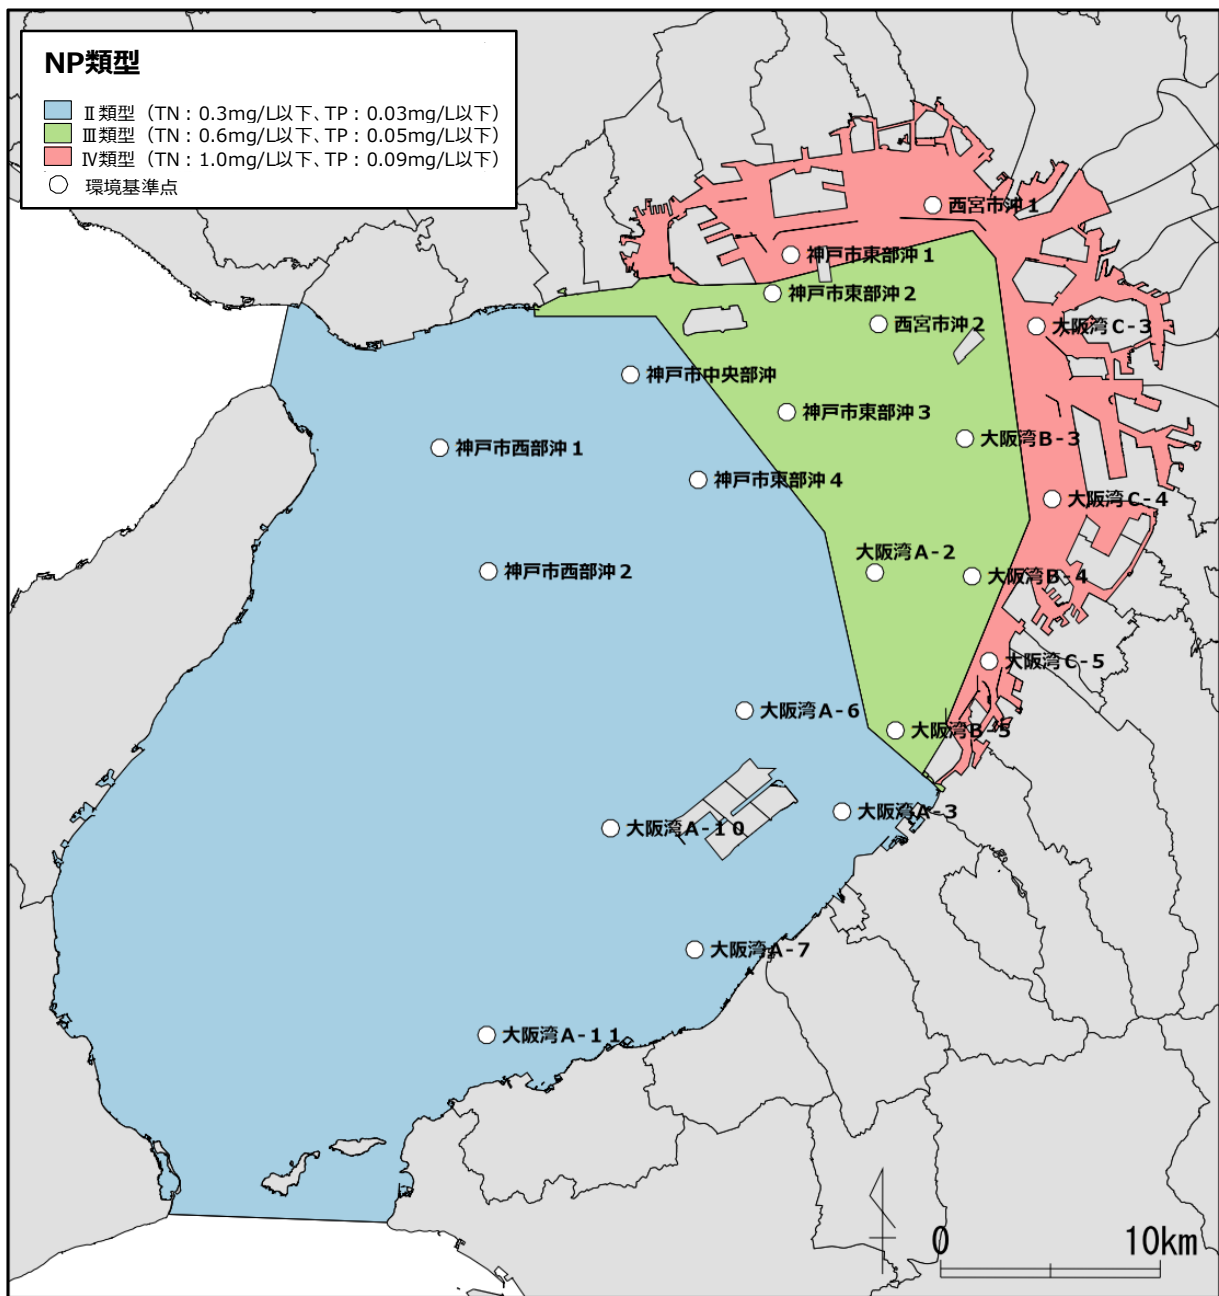 NP類型
Ⅱ類型（TN：0.3mg/L以下、TP：0.03mg/L以下）
Ⅲ類型（TN：0.6mg/L以下、TP：0.05mg/L以下）
Ⅳ類型（TN：1.0mg/L以下、TP：0.09mg/L以下）
環境基準点
西宮市沖１
神戸市東部沖１
神戸市東部沖２
西宮市沖２
大阪湾Ｃ-３
神戸市中央部沖
神戸市東部沖３
大阪湾Ｂ-３
神戸市西部沖１
神戸市東部沖４
大阪湾Ｃ-４
大阪湾Ａ-２
神戸市西部沖２
大阪湾Ｂ-４
大阪湾Ｃ-５
大阪湾Ａ-６
大阪湾Ｂ-５
大阪湾Ａ-３
大阪湾Ａ-１０
大阪湾Ａ-７
大阪湾Ａ-１１
0 10km